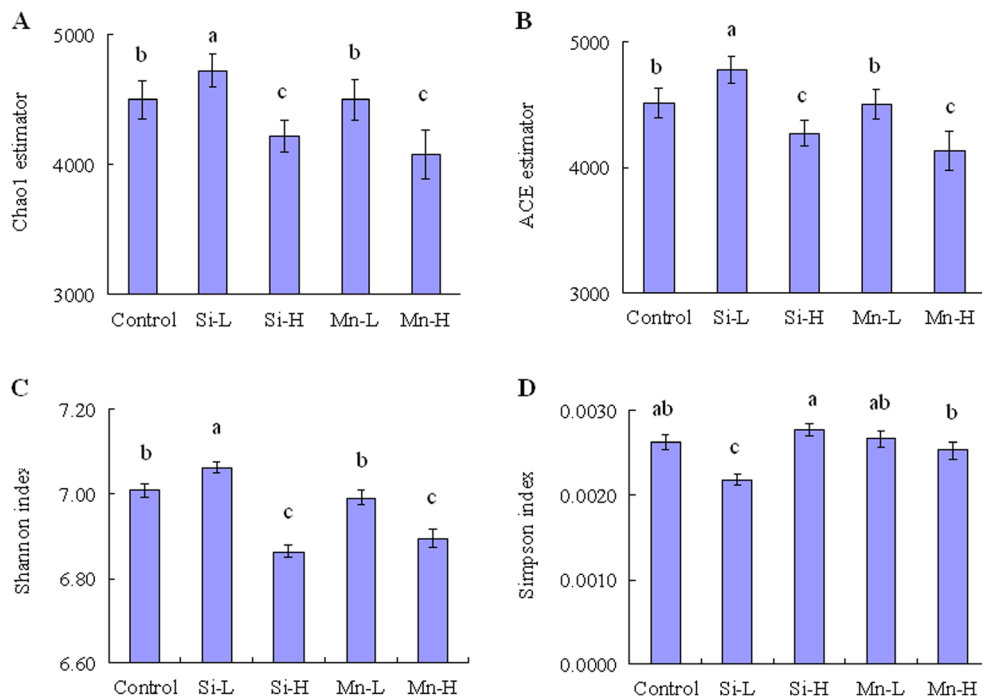 A
Chao1 estimator
5000
4000
3000
b
a
c
b
c
Control Si-L Si-H Mn-L Mn-H
B
ACE estimator
5000
4000
3000
b
a
c
b
c
Control Si-L Si-H Mn-L Mn-H
C
Shannon index
7.20
7.00
6.80
6.60
b
a
c
b
c
Control Si-L Si-H Mn-L Mn-H
D
Simpson index
0.0030
0.0020
0.0010
0.0000
ab
c
a
ab
b
Control Si-L Si-H Mn-L Mn-H